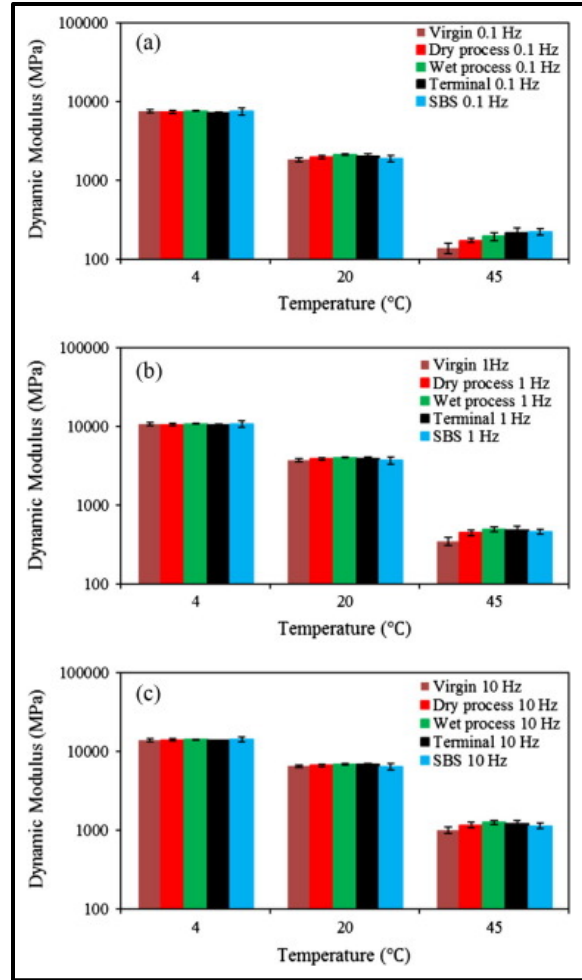 (a)
Dynamic Modulus (MPa)
100000
10000
1000
100
Virgin 0.1 Hz
Dry process 0.1 Hz
Wet process 0.1 Hz
Terminal 0.1 Hz
SBS 0.1 Hz
4 20 45
Temperature (°C)
(b)
Dynamic Modulus (MPa)
100000
10000
1000
100
Virgin 1Hz
Dry process 1 Hz
Wet process 1 Hz
Terminal 1 Hz
SBS 1 Hz
4 20 45
Temperature (°C)
(c)
Dynamic Modulus (MPa)
100000
10000
1000
100
Virgin 10 Hz
Dry process 10 Hz
Wet process 10 Hz
Terminal 10 Hz
SBS 10 Hz
4 20 45
Temperature (°C)